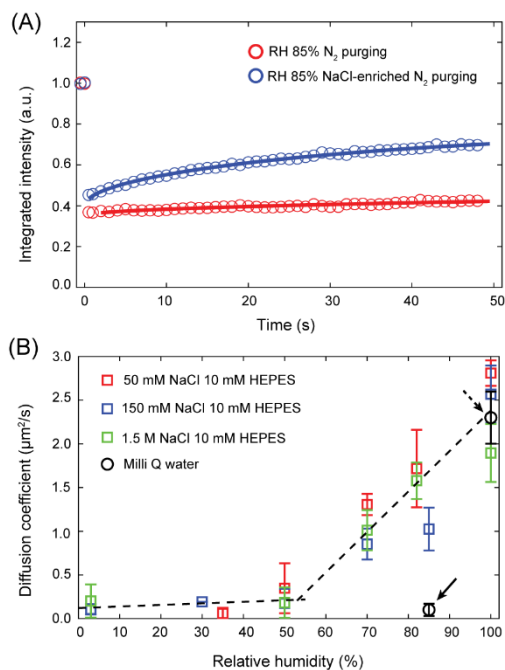 (A)
RH 85% N₂ purging
RH 85% NaCl-enriched N₂ purging
Integrated intensity (a.u.)
1.0
0.8
0.6
0.4
0.2
0.0
0 10 20 30 40 50
Time (s)
(B)
50 mM NaCl 10 mM HEPES
150 mM NaCl 10 mM HEPES
1.5 M NaCl 10 mM HEPES
Milli Q water
Diffusion coefficient (µm²/s)
3.0
2.5
2.0
1.5
1.0
0.5
0.0
0 10 20 30 40 50 60 70 80 90 100
Relative humidity (%)